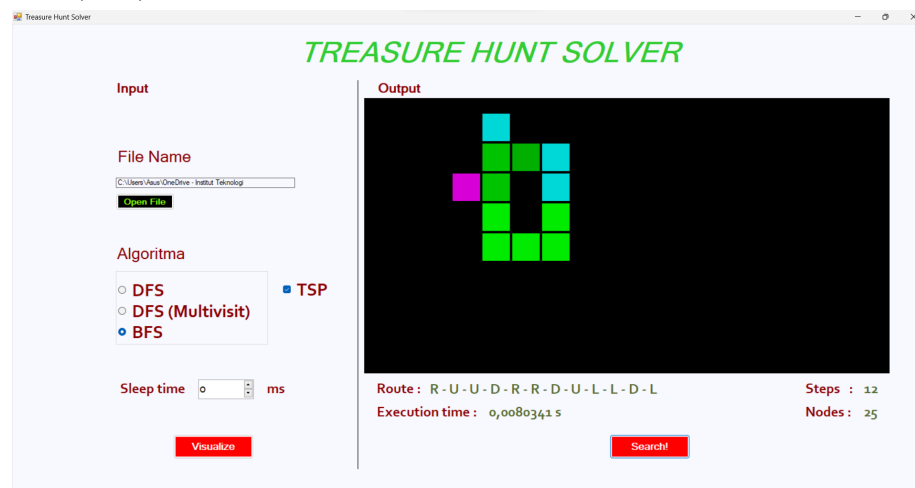 Treasure Hunt Solver
TREASURE HUNT SOLVER
Input
Output
File Name
C:\Users\Asus\OneDrive - Institut Teknologi
Open File
Algoritma
DFS
TSP
DFS (Multivisit)
BFS
Sleep time 0 ms
Route : R - U - U - D - R - R - D - U - L - L - D - L
Steps : 12
Execution time : 0,0080341 s
Nodes : 25
Visualize
Search!